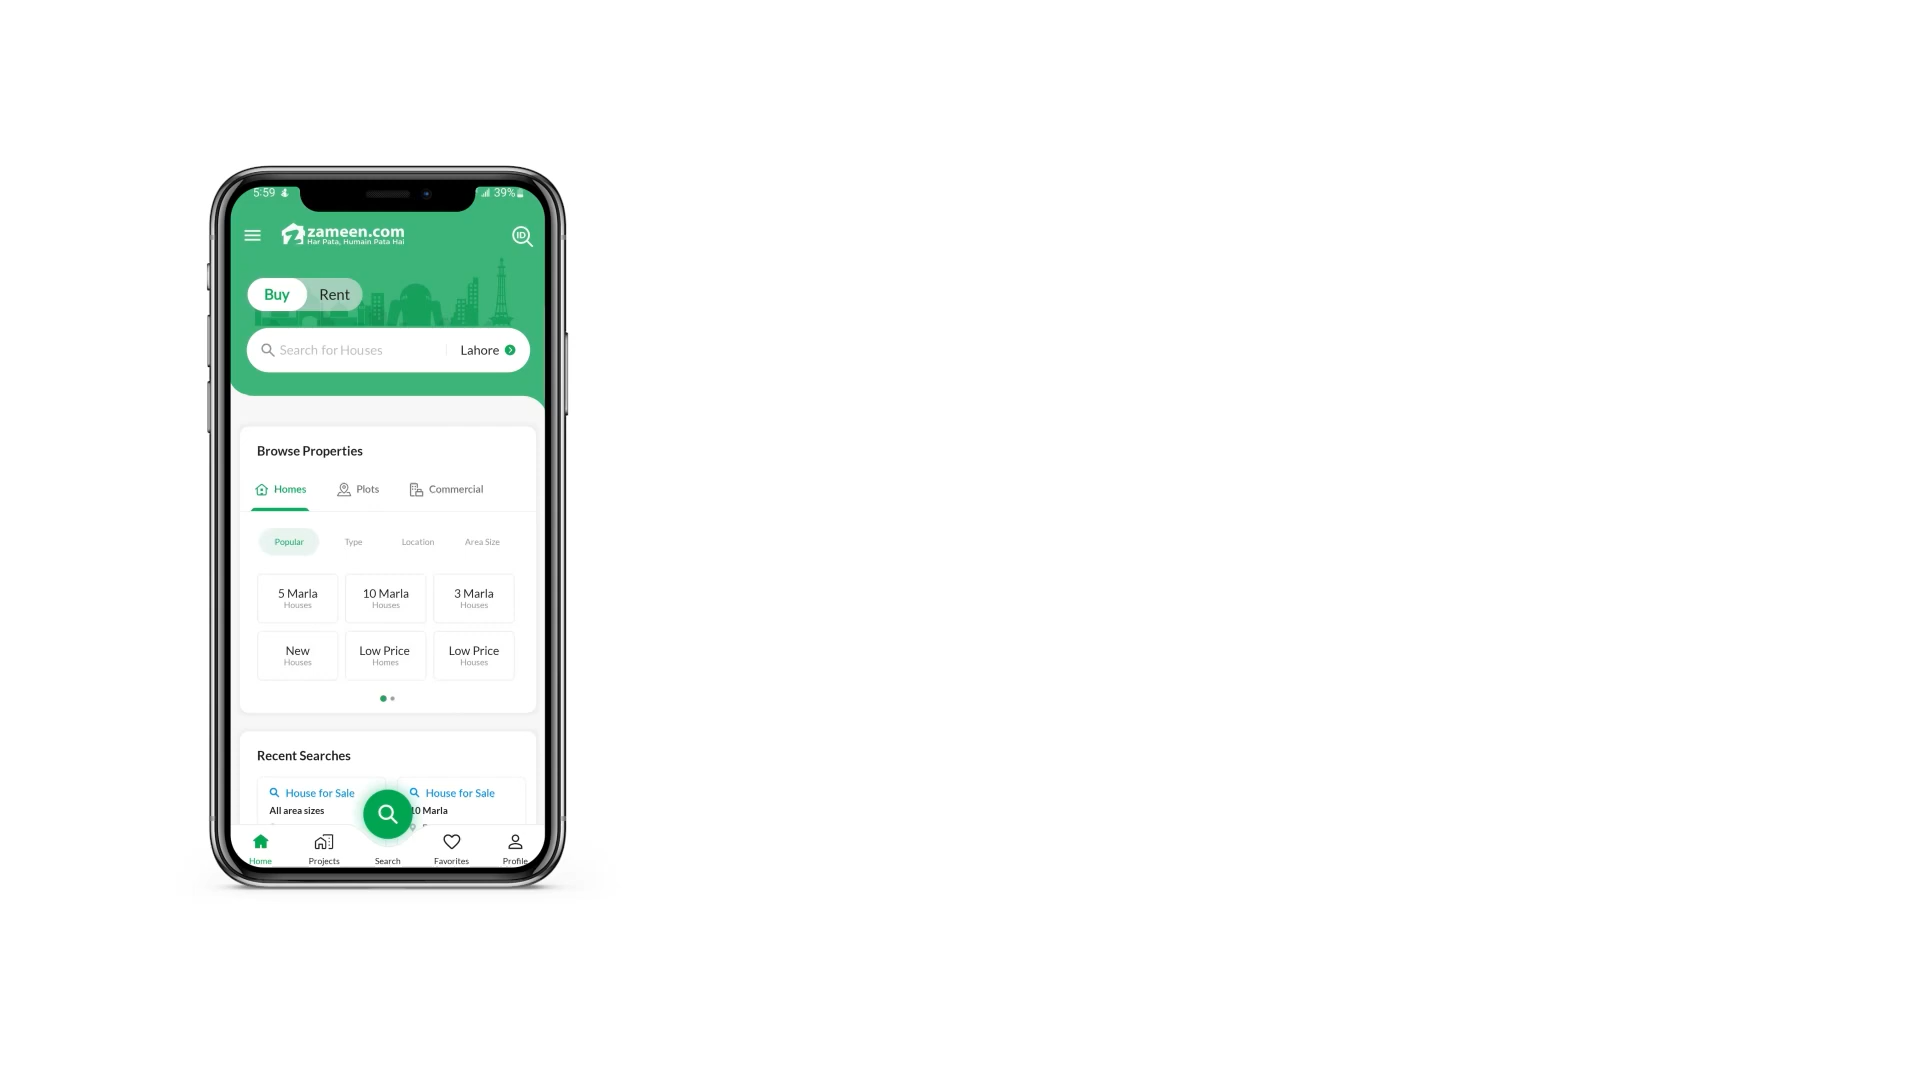 5:59
39%
zameen.com
Har Pata, Humain Pata Hai
ID
Buy Rent
Search for Houses Lahore
Browse Properties
Homes Plots Commercial
Popular Type Location Area Size
5 Marla 10 Marla 3 Marla
Houses Houses Houses
New Low Price Low Price
Houses Homes Houses
Recent Searches
House for Sale House for Sale
All area sizes 10 Marla
Home Projects Search Favorites Profile